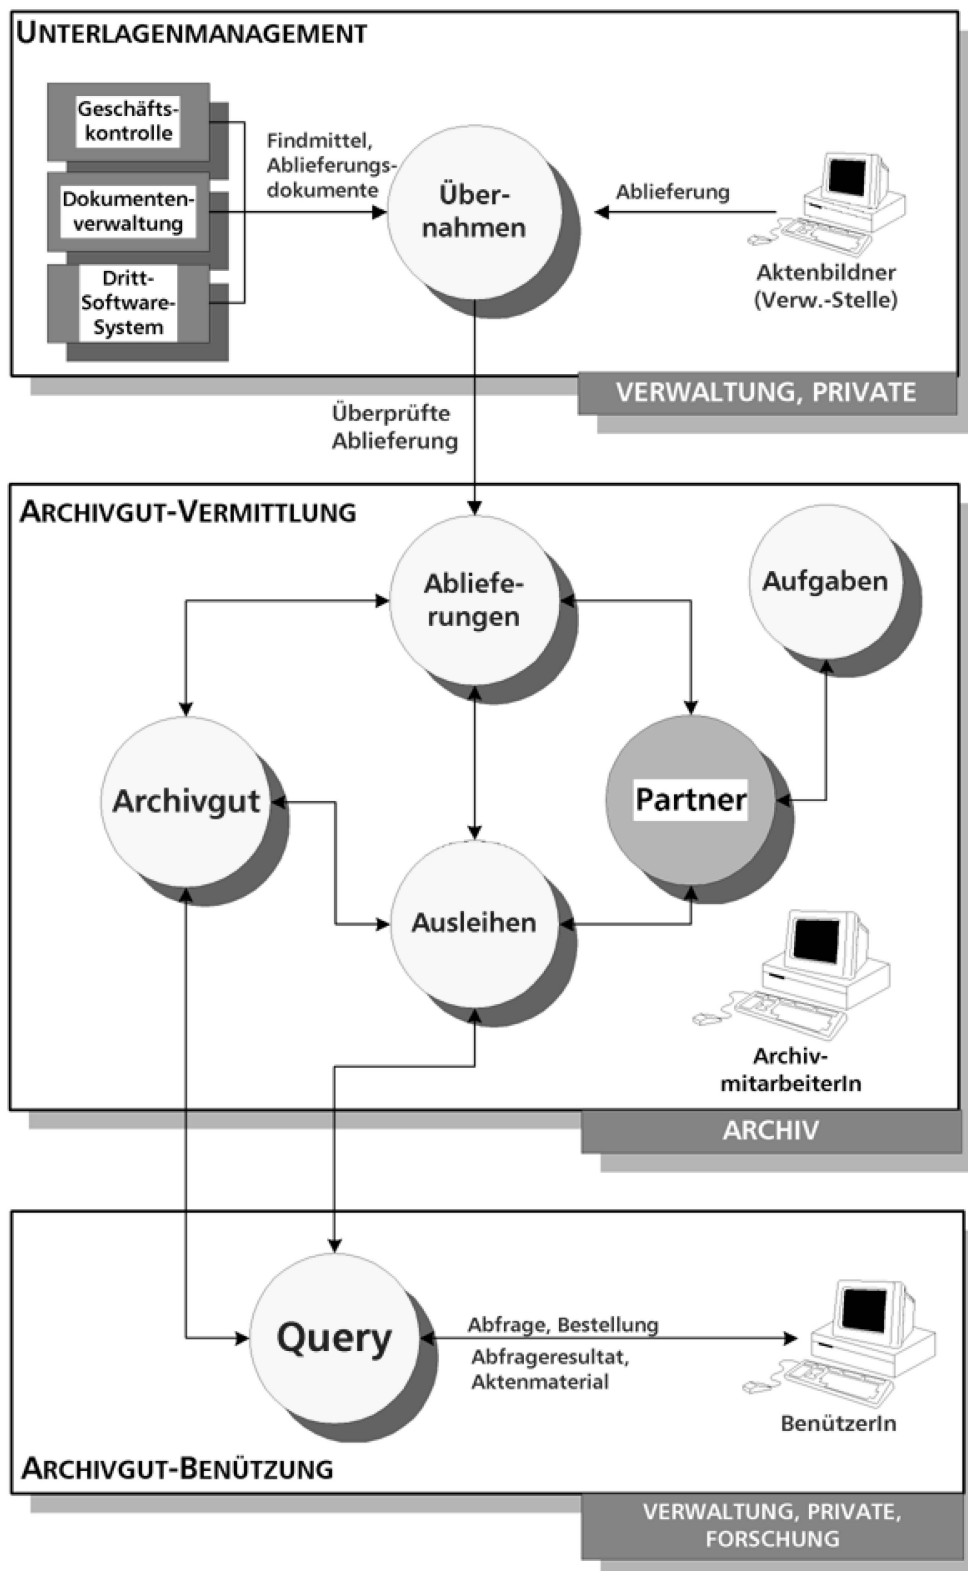 UNTERLAGENMANAGEMENT
Geschäfts-
kontrolle
Dokumenten-
verwaltung
Dritt-
Software-
System
Findmittel,
Ablieferungs-
dokumente
Über-
nahmen
Ablieferung
Aktenbildner
(Verw.-Stelle)
VERWALTUNG, PRIVATE
Überprüfte
Ablieferung
ARCHIVGUT-VERMITTLUNG
Abliefe-
rungen
Aufgaben
Archivgut
Partner
Ausleihen
Archiv-
mitarbeiterIn
ARCHIV
Query
Abfrage, Bestellung
Abfrageresultat,
Aktenmaterial
BenützerIn
ARCHIVGUT-BENÜTZUNG
VERWALTUNG, PRIVATE,
FORSCHUNG